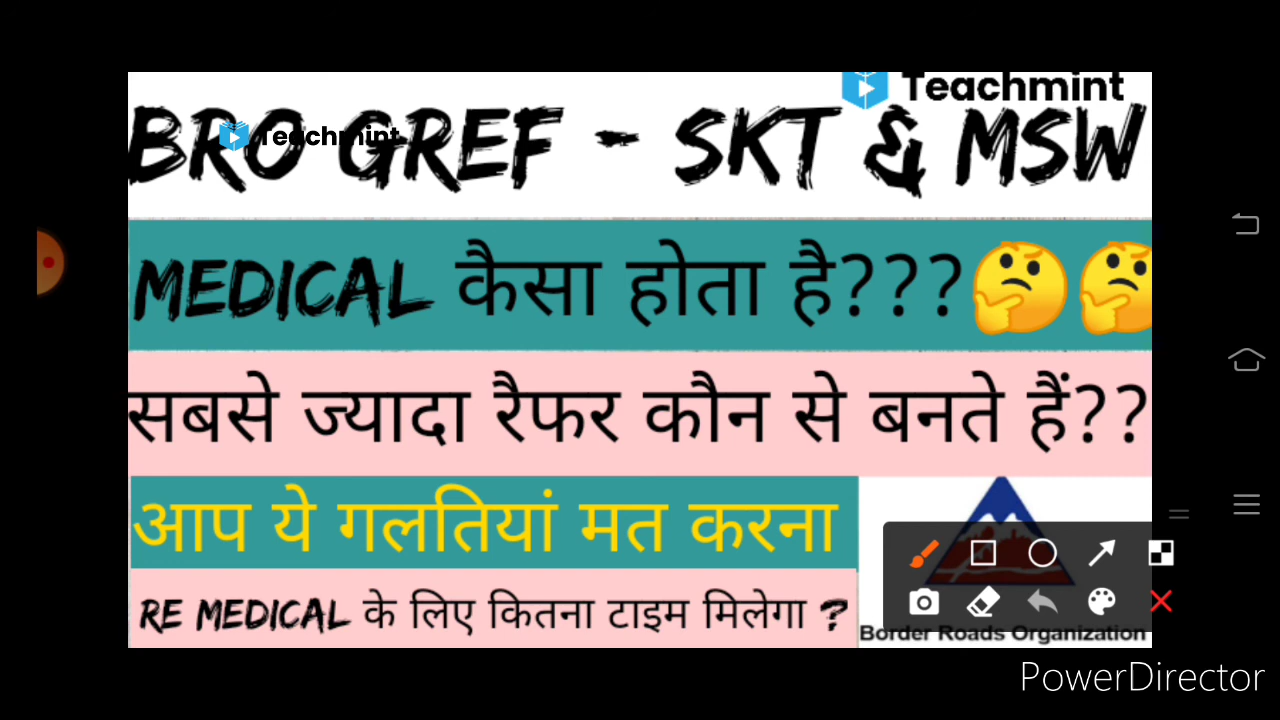 Teachmint
BRO GREF - SKT & MSW
Teachmint
MEDICAL कैसा होता है???🤔🤔
सबसे ज्यादा रैफर कौन से बनते हैं??
आप ये गलतियां मत करना
RE MEDICAL के लिए कितना टाइम मिलेगा ?
Border Roads Organization
PowerDirector